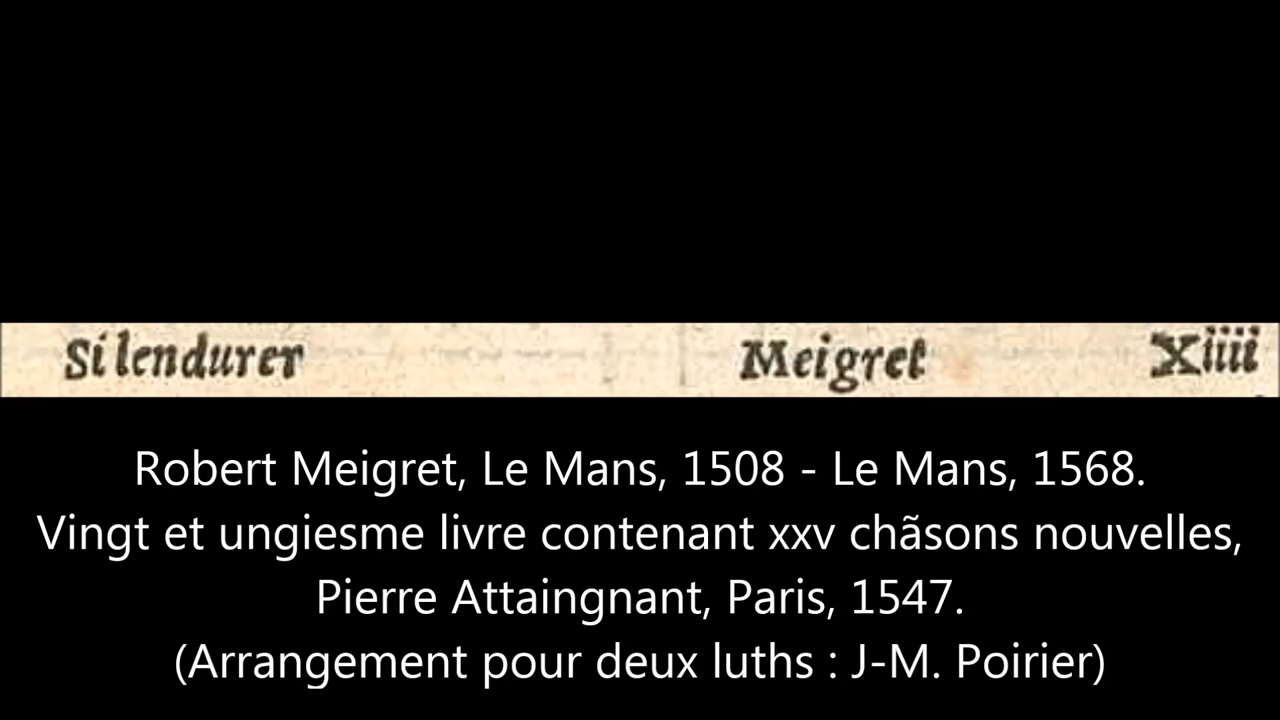 Si lendurer Meigret Xiiii
Robert Meigret, Le Mans, 1508 - Le Mans, 1568.
Vingt et ungiesme livre contenant xxv chãsons nouvelles,
Pierre Attaingnant, Paris, 1547.
(Arrangement pour deux luths : J-M. Poirier)